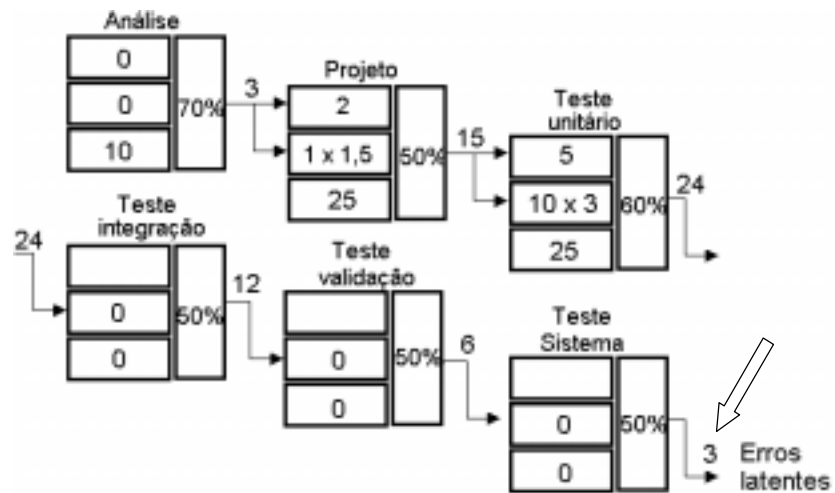 Análise
0
0
10
70%
3
Projeto
2
1 x 1,5
25
50%
15
Teste
unitário
5
10 x 3
25
60%
24
24
Teste
integração
0
0
50%
12
Teste
validação
0
0
50%
6
Teste
Sistema
0
0
50%
3
Erros
latentes